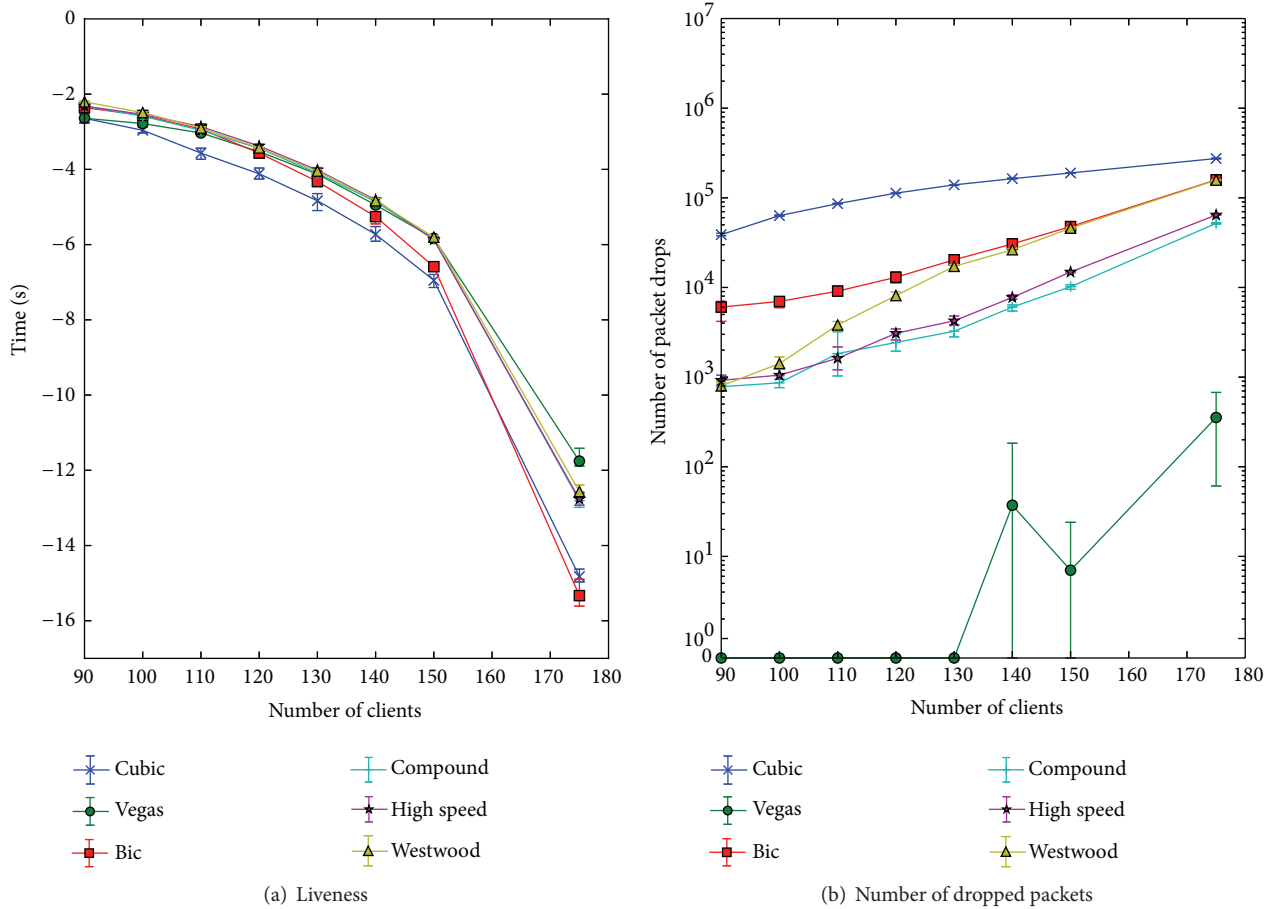 0
−2
−4
−6
−8
−10
−12
−14
−16
Time (s)
90 100 110 120 130 140 150 160 170 180
Number of clients
Cubic
Vegas
Bic
Compound
High speed
Westwood
(a) Liveness
10^7
10^6
10^5
10^4
10^3
10^2
10^1
10^0
0
Number of packet drops
90 100 110 120 130 140 150 160 170 180
Number of clients
Cubic
Vegas
Bic
Compound
High speed
Westwood
(b) Number of dropped packets